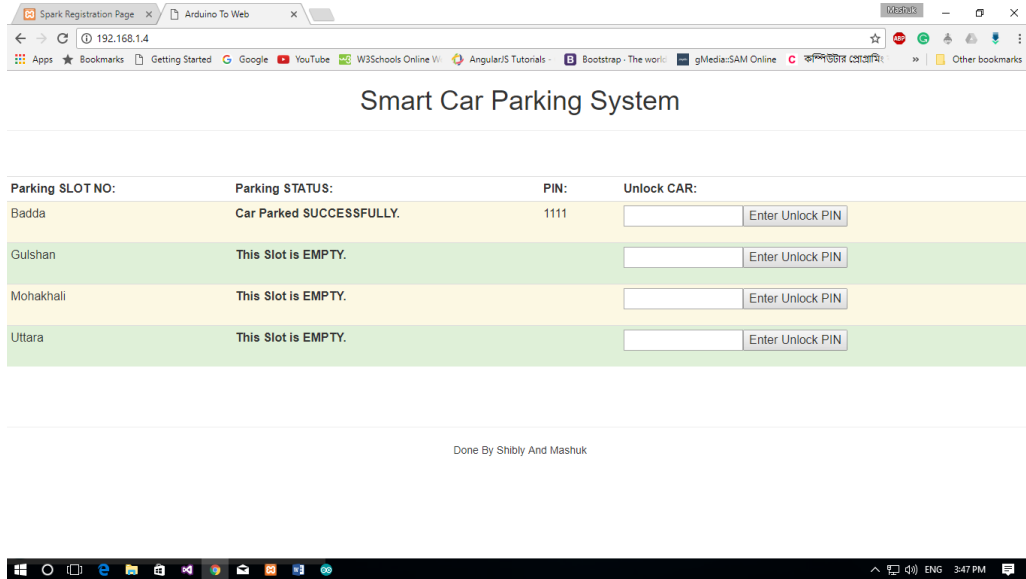 Spark Registration Page
Arduino To Web
Mashuk
192.168.1.4
Apps Bookmarks Getting Started Google YouTube W3Schools Online W AngularJS Tutorials - Bootstrap · The world gMedia::SAM Online কম্পিউটার প্রোগ্রামিং » Other bookmarks
Smart Car Parking System
Parking SLOT NO: Parking STATUS: PIN: Unlock CAR:
Badda Car Parked SUCCESSFULLY. 1111 Enter Unlock PIN
Gulshan This Slot is EMPTY. Enter Unlock PIN
Mohakhali This Slot is EMPTY. Enter Unlock PIN
Uttara This Slot is EMPTY. Enter Unlock PIN
Done By Shibly And Mashuk
ENG 3:47 PM